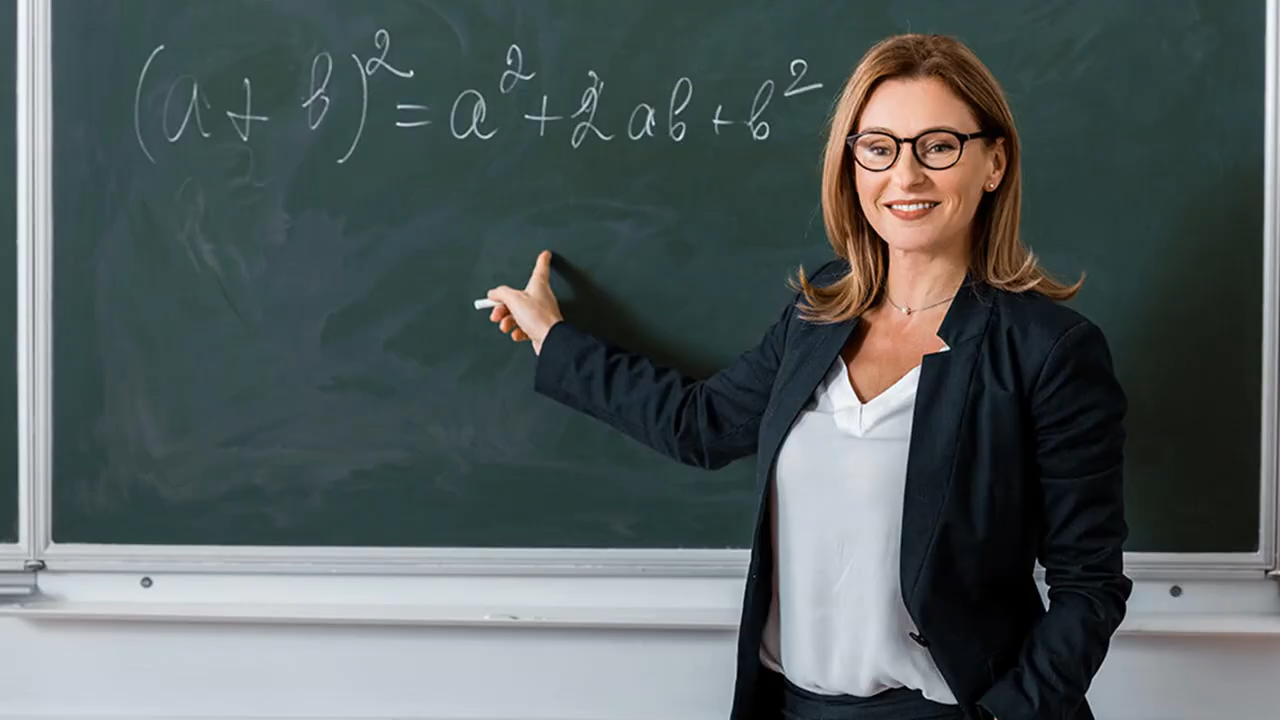 (a + b)² = a² + 2ab + b²